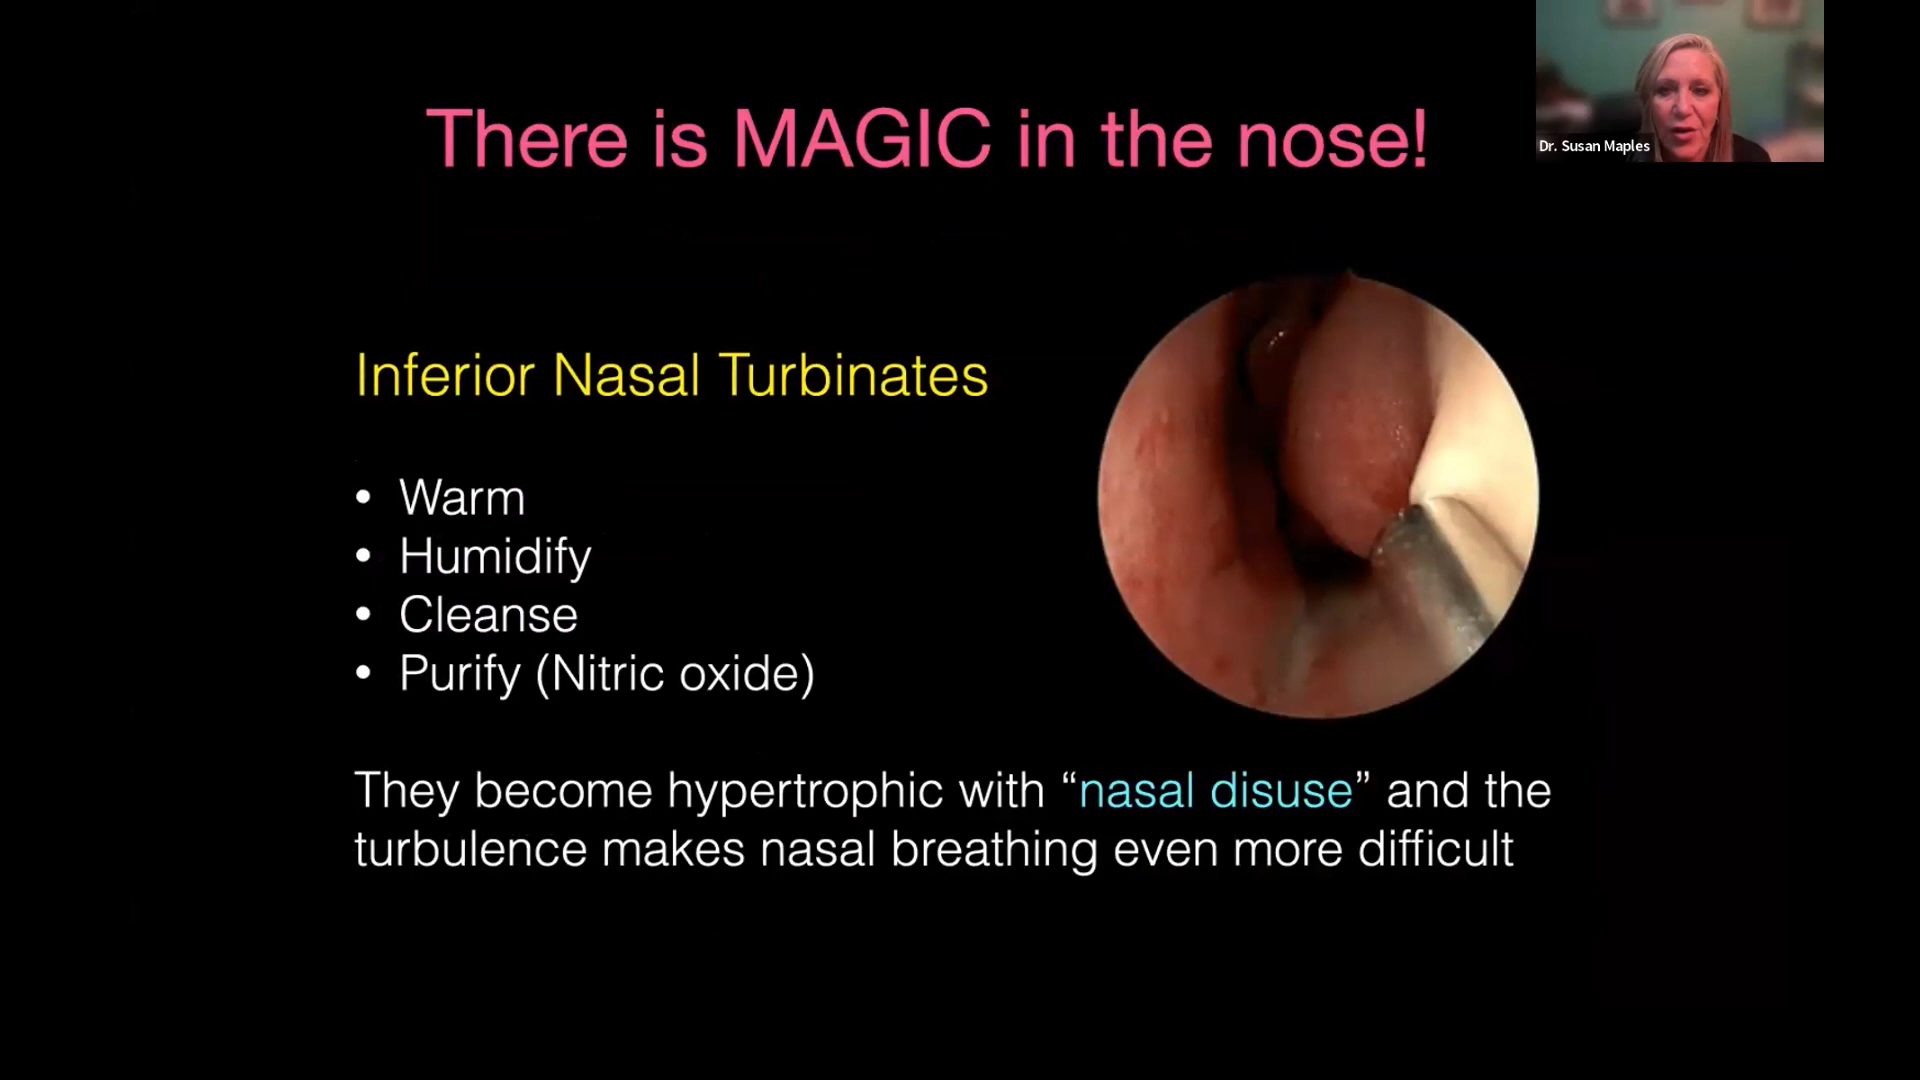 There is MAGIC in the nose!
Dr. Susan Maples
Inferior Nasal Turbinates
• Warm
• Humidify
• Cleanse
• Purify (Nitric oxide)
They become hypertrophic with “nasal disuse” and the
turbulence makes nasal breathing even more difficult